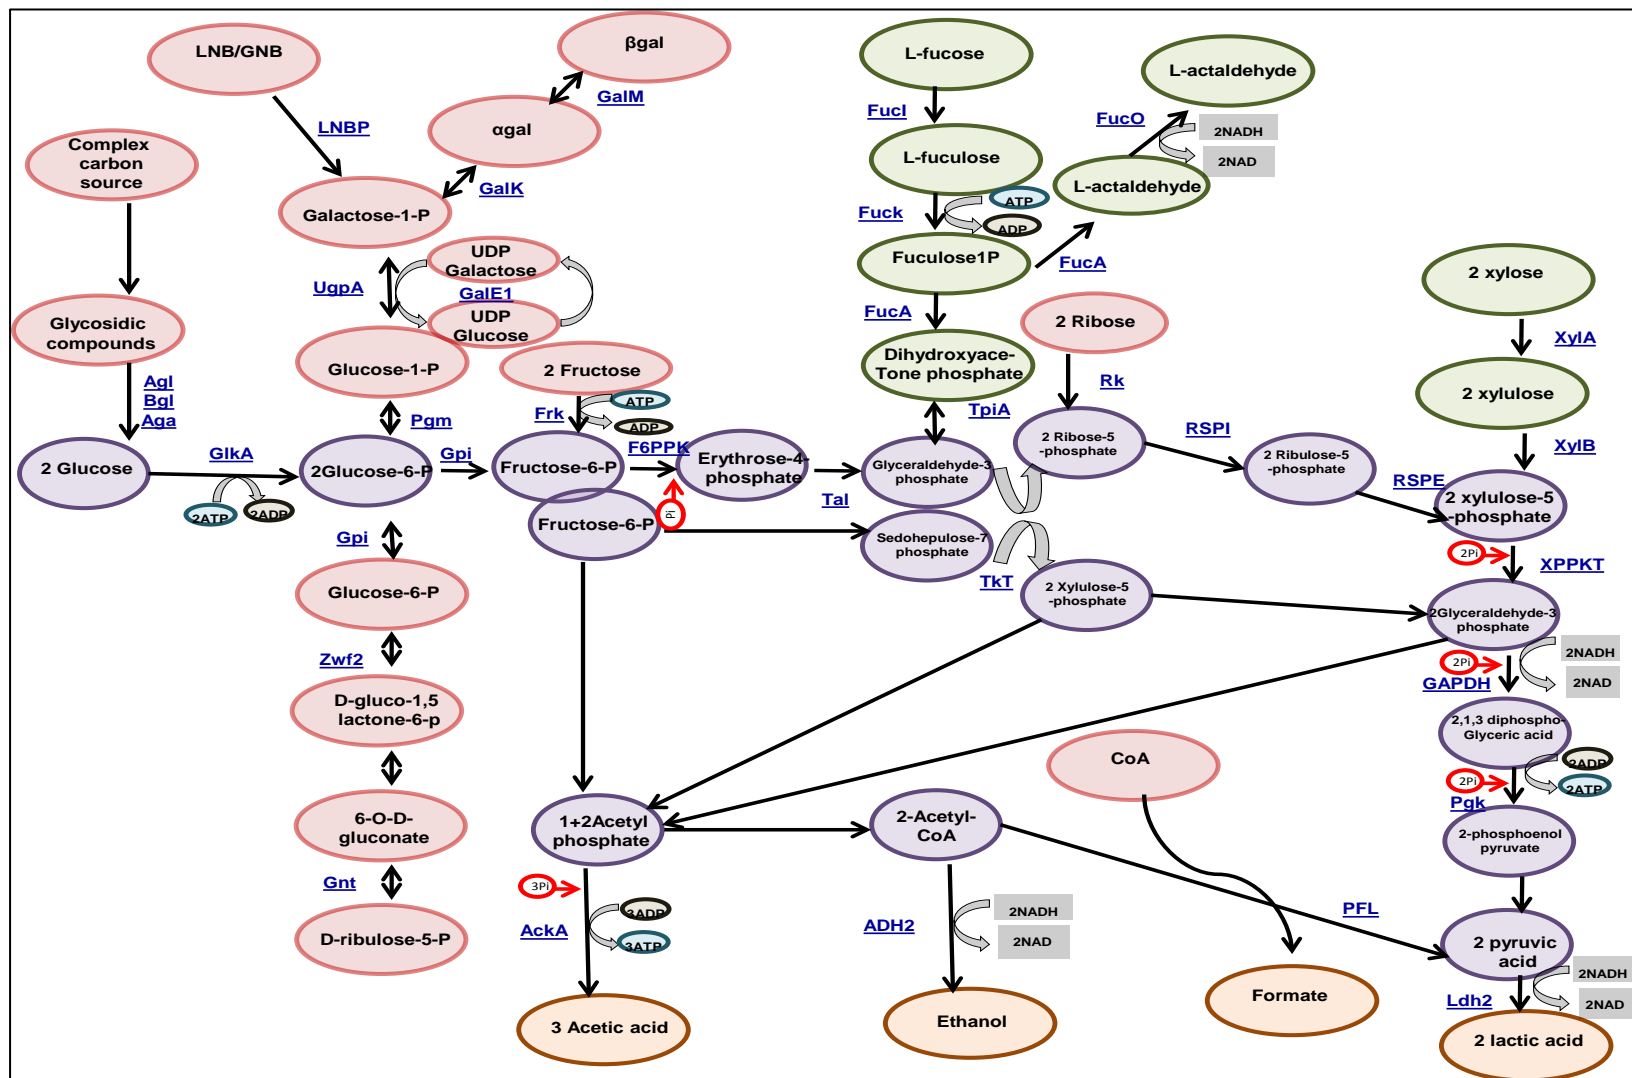 LNB/GNB
βgal
L-fucose
L-actaldehyde
GalM
LNBP
αgal
FucI
FucO
2NADH
2NAD
Complex
carbon
source
L-fuculose
L-actaldehyde
GalK
Galactose-1-P
Fuck
ATP
ADP
UDP
Galactose
Fuculose1P
FucA
2 xylose
UgpA
GalE1
UDP
Glucose
FucA
2 Ribose
Glycosidic
compounds
XylA
Glucose-1-P
2 Fructose
Dihydroxyace-
Tone phosphate
Rk
2 xylulose
Agl
Bgl
Aga
Pgm
Frk
ATP
ADP
TpiA
2 Ribose-5
-phosphate
RSPI
XylB
2 Glucose
GlkA
2Glucose-6-P
Gpi
Fructose-6-P
F6PPK
Erythrose-4-
phosphate
Glyceraldehyde-3
phosphate
2 Ribulose-5
-phosphate
RSPE
2 xylulose-5
-phosphate
2ATP
2ADP
Fructose-6-P
Pi
Tal
Sedohepulose-7
phosphate
Gpi
TkT
2Pi
XPPKT
Glucose-6-P
2 Xylulose-5
-phosphate
2Glyceraldehyde-3
phosphate
Zwf2
2Pi
2NADH
2NAD
GAPDH
D-gluco-1,5
lactone-6-p
2,1,3 diphospho-
Glyceric acid
CoA
2Pi
2ADP
2ATP
Pgk
6-O-D-
gluconate
1+2Acetyl
phosphate
2-Acetyl-
CoA
2-phosphoenol
pyruvate
Gnt
3Pi
3ADP
3ATP
AckA
ADH2
2NADH
2NAD
PFL
D-ribulose-5-P
2 pyruvic
acid
2NADH
2NAD
Ldh2
3 Acetic acid
Ethanol
Formate
2 lactic acid